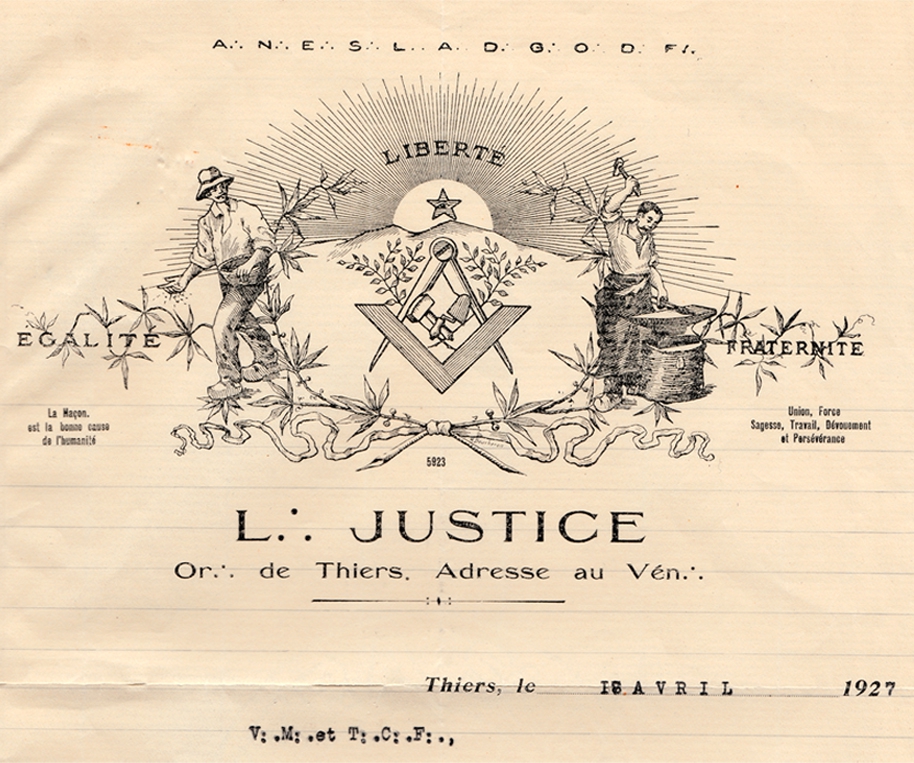 A∴ N∴ E∴ S∴ L∴ A∴ D∴ G∴ O∴ D∴ F∴
LIBERTE
EGALITE
FRATERNITE
La Maçon.
est la bonne cause
de l'humanité
Union, Force
Sagesse, Travail, Dévouement
et Persévérance
5923
L∴ JUSTICE
Or∴ de Thiers. Adresse au Vén∴
Thiers, le AVRIL 1927
V∴M∴et T∴C∴F∴,